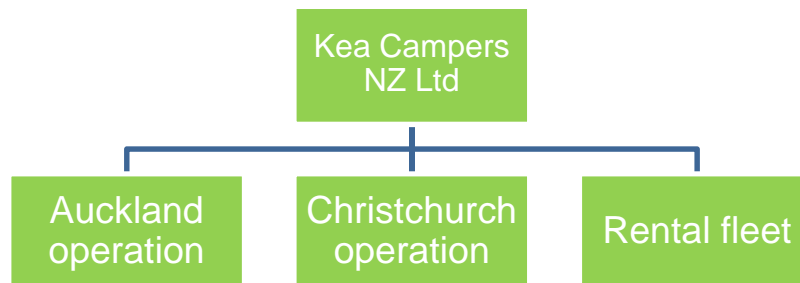 Kea Campers
NZ Ltd
Auckland
operation
Christchurch
operation
Rental fleet